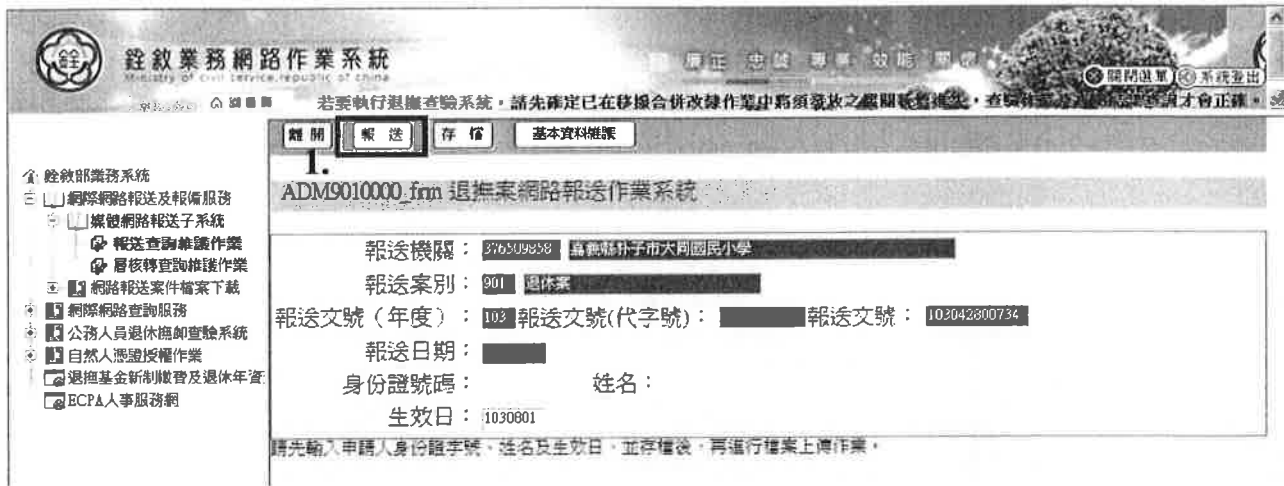 銓敘業務網路作業系統
Ministry of civil service, republic of china
關閉選單 系統登出
若要執行退撫查驗系統，請先確定已在移撥合併改隸作業中將須發放之機關
離開 報送 存檔 基本資料維護
1.
ADM9010000_frm 退撫案網路報送作業系統
銓敘部業務系統
網際網路報送及報備服務
媒體網路報送子系統
報送查詢維護作業
層核轉查詢維護作業
網路報送案件檔案下載
網際網路查詢服務
公務人員退休撫卹查驗系統
自然人憑證授權作業
退撫基金新制繳費及退休年資
ECPA人事服務網
報送機關： 376509858 嘉義縣朴子市大同國民小學
報送案別： 901 退休案
報送文號（年度）： 103 報送文號(代字號)： 報送文號： 103042800734
報送日期：
身份證號碼： 姓名：
生效日： 1030801
請先輸入申請人身份證字號、姓名及生效日，並存檔後，再進行檔案上傳作業。